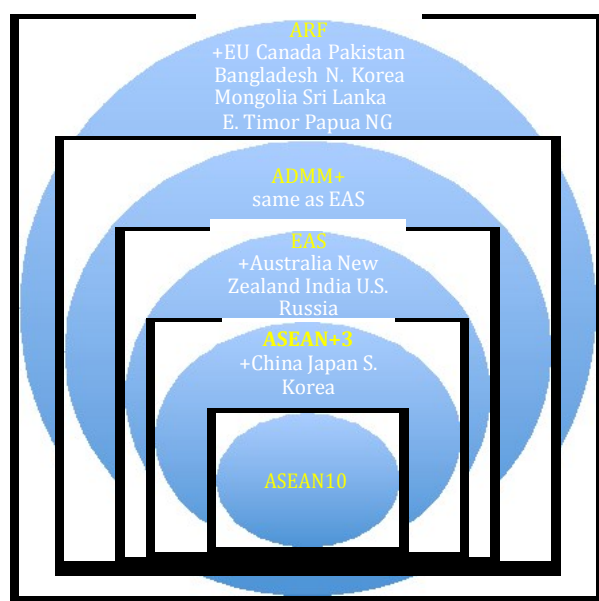 ARF
+EU Canada Pakistan
Bangladesh N. Korea
Mongolia Sri Lanka
E. Timor Papua NG
ADMM+
same as EAS
EAS
+Australia New
Zealand India U.S.
Russia
ASEAN+3
+China Japan S.
Korea
ASEAN10